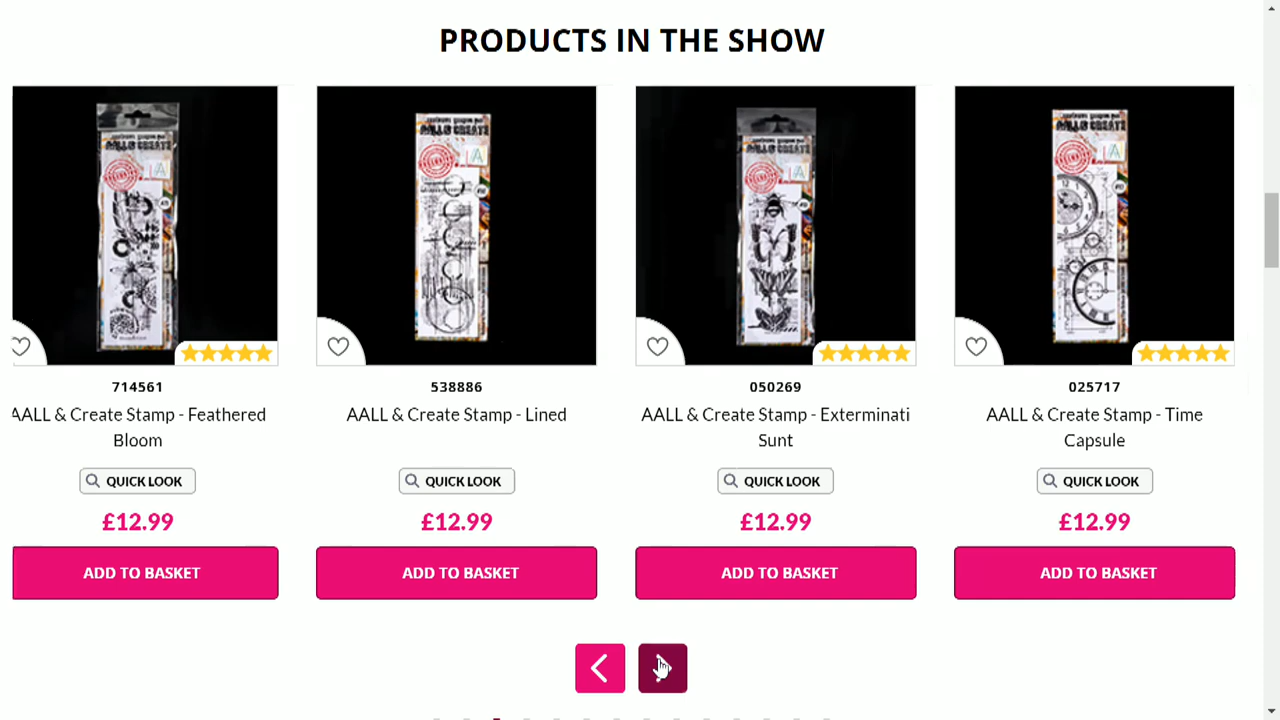 PRODUCTS IN THE SHOW
714561
538886
050269
025717
AALL & Create Stamp - Feathered
Bloom
AALL & Create Stamp - Lined
AALL & Create Stamp - Exterminati
Sunt
AALL & Create Stamp - Time
Capsule
QUICK LOOK
QUICK LOOK
QUICK LOOK
QUICK LOOK
£12.99
£12.99
£12.99
£12.99
ADD TO BASKET
ADD TO BASKET
ADD TO BASKET
ADD TO BASKET